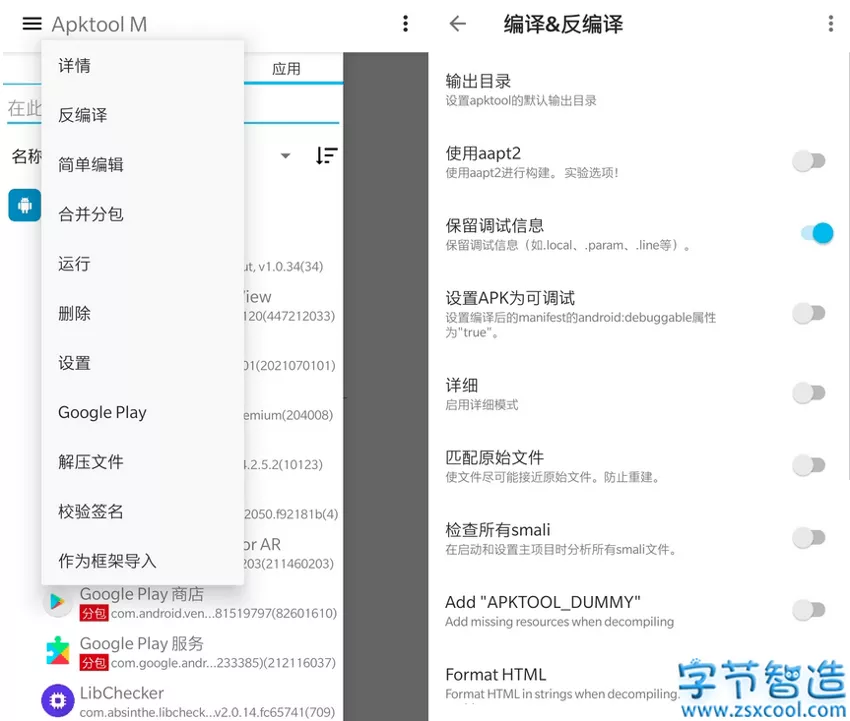 Apktool M
应用
在此
名称
详情
反编译
简单编辑
合并分包
运行
删除
设置
Google Play
解压文件
校验签名
作为框架导入
ut, v1.0.34(34)
View
120(447212033)
01(2021070101)
emium(204008)
4.2.5.2(10123)
2050.f92181b(4)
or AR
203(211460203)
Google Play 商店
分包 com.android.ven...81519797(82601610)
Google Play 服务
分包 com.google.andr...233385)(212116037)
LibChecker
com.absinthe.libcheck...v2.0.14.fc65741(709)
编译&反编译
输出目录
设置apktool的默认输出目录
使用aapt2
使用aapt2进行构建。 实验选项!
保留调试信息
保留调试信息（如.local、.param、.line等）。
设置APK为可调试
设置编译后的manifest的android:debuggable属性
为"true"。
详细
启用详细模式
匹配原始文件
使文件尽可能接近原始文件。防止重建。
检查所有smali
在启动和设置主项目时分析所有smali文件。
Add "APKTOOL_DUMMY"
Add missing resources when decompiling
Format HTML
Format HTML in strings when decompiling.
字节智造
www.zsxcool.com